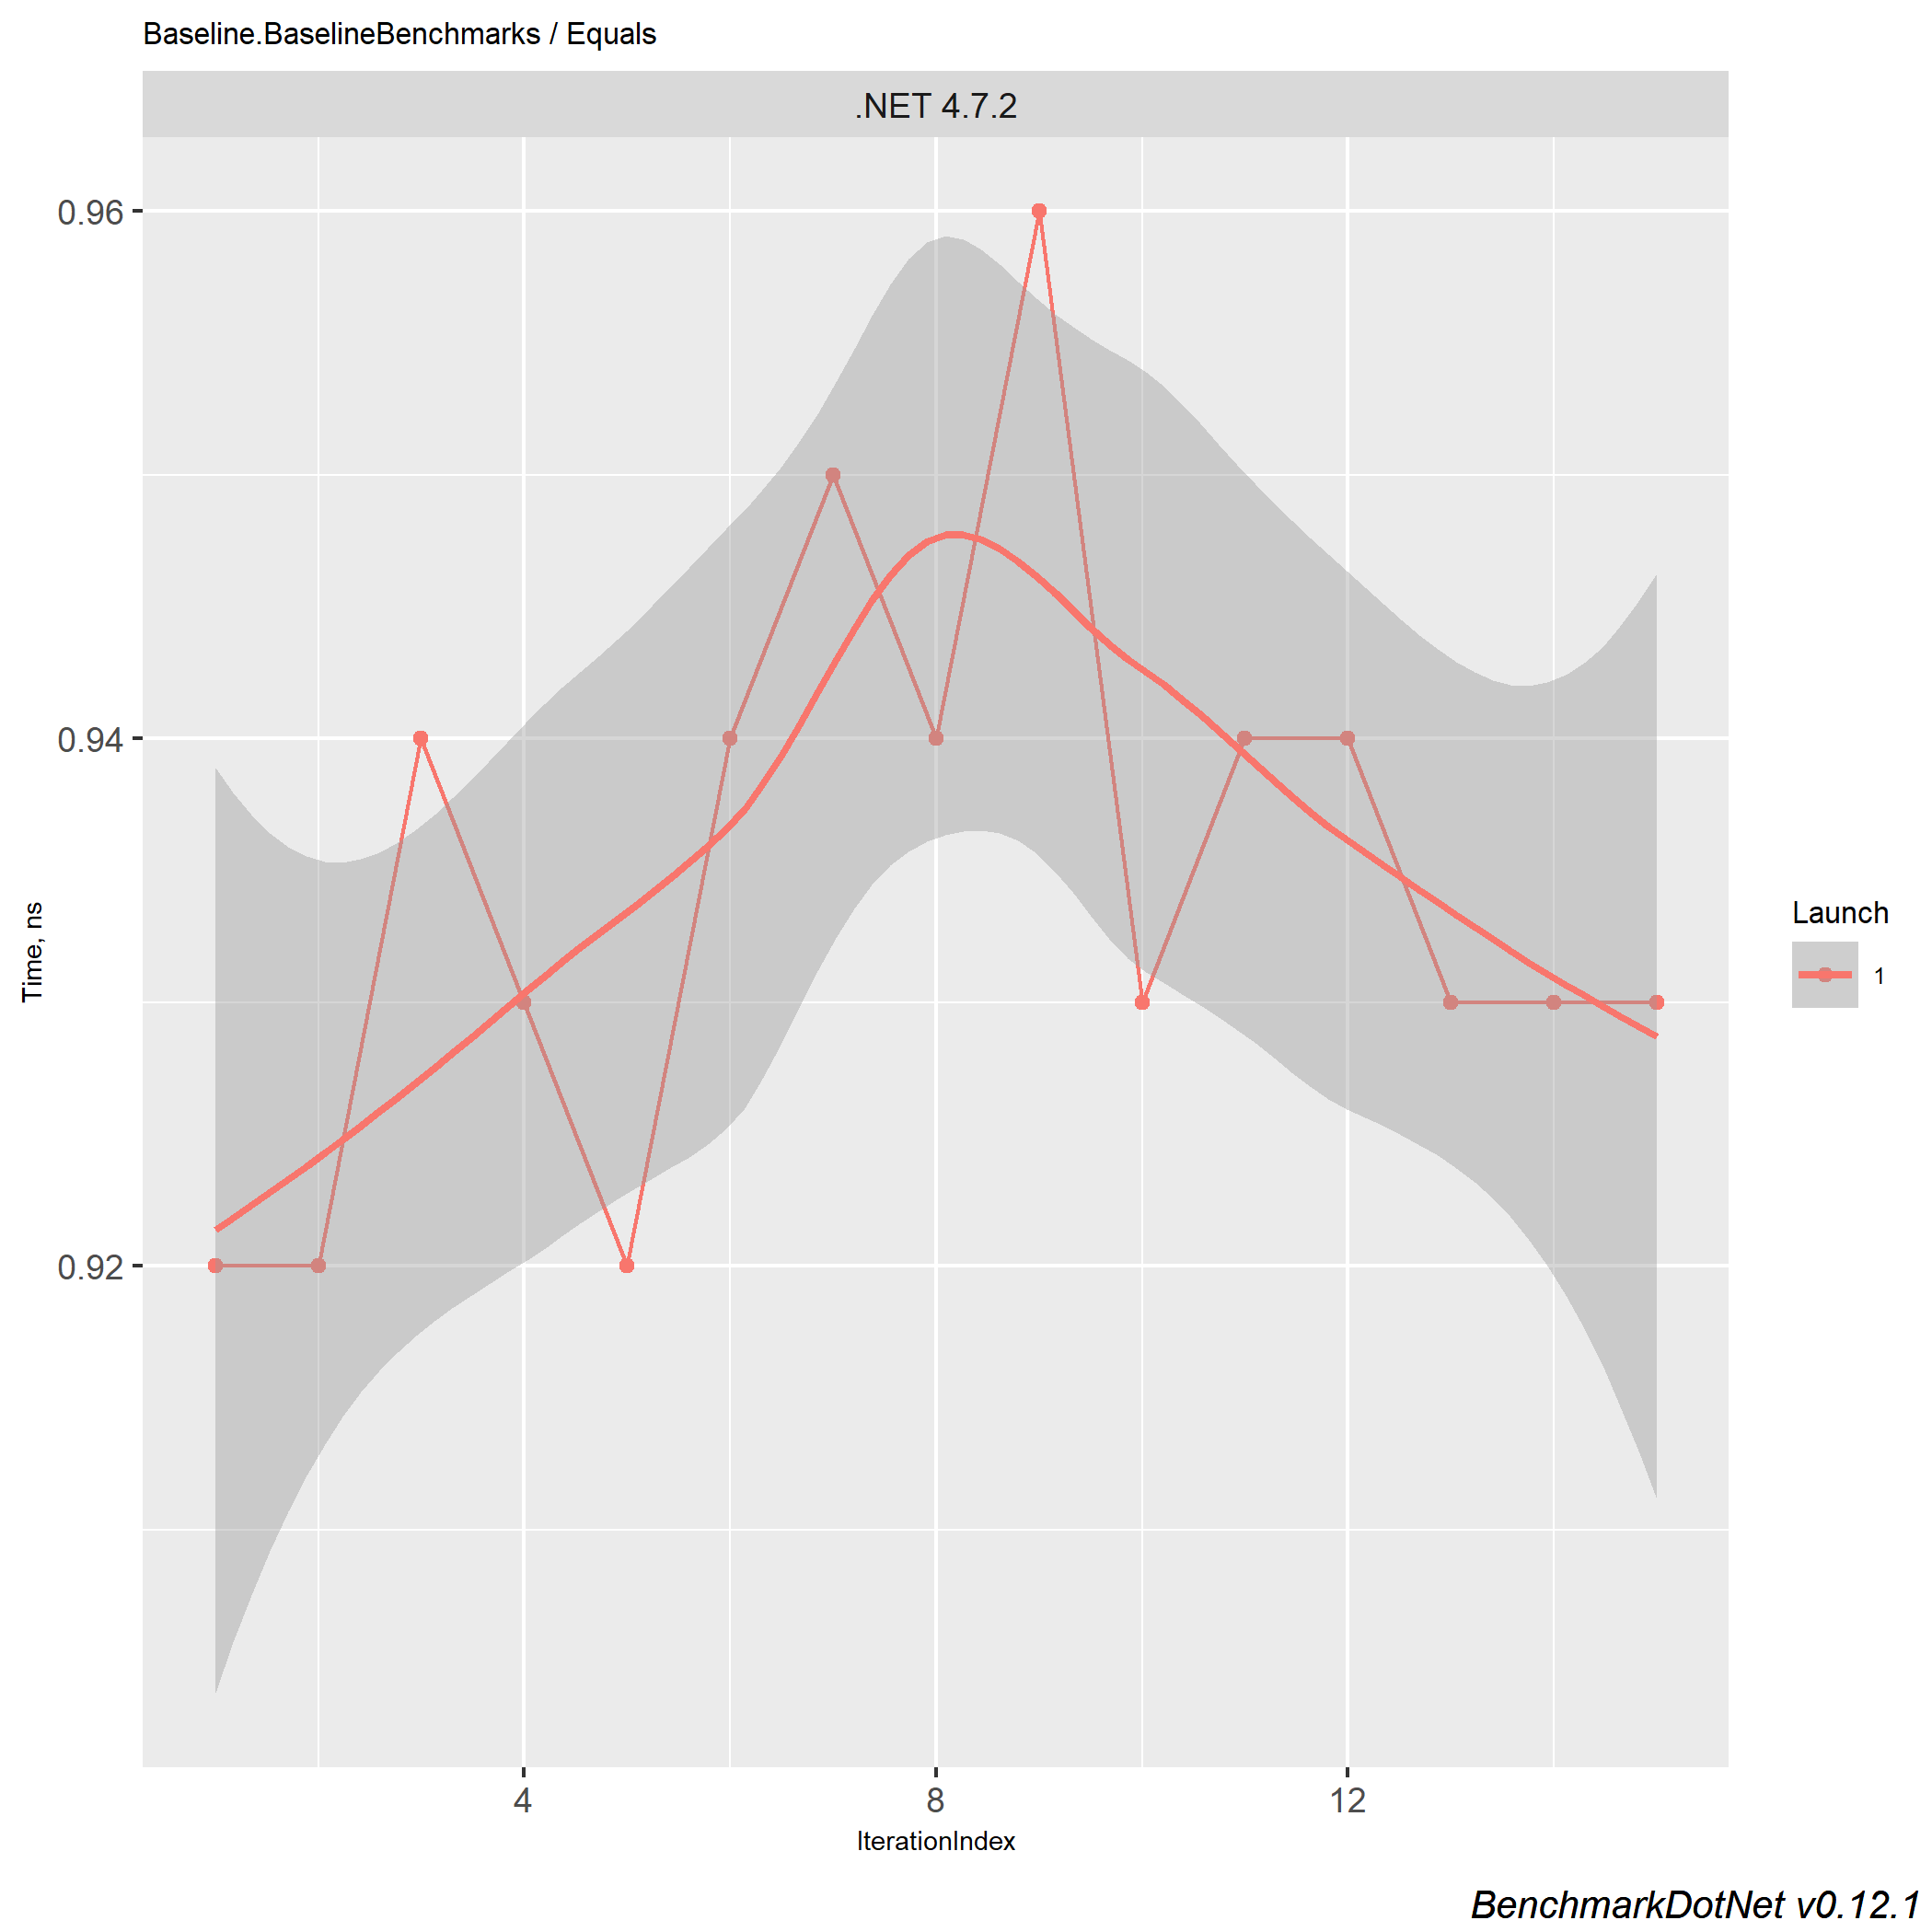 Baseline.BaselineBenchmarks / Equals
.NET 4.7.2
0.96
0.94
0.92
Time, ns
4
8
12
IterationIndex
Launch
1
BenchmarkDotNet v0.12.1